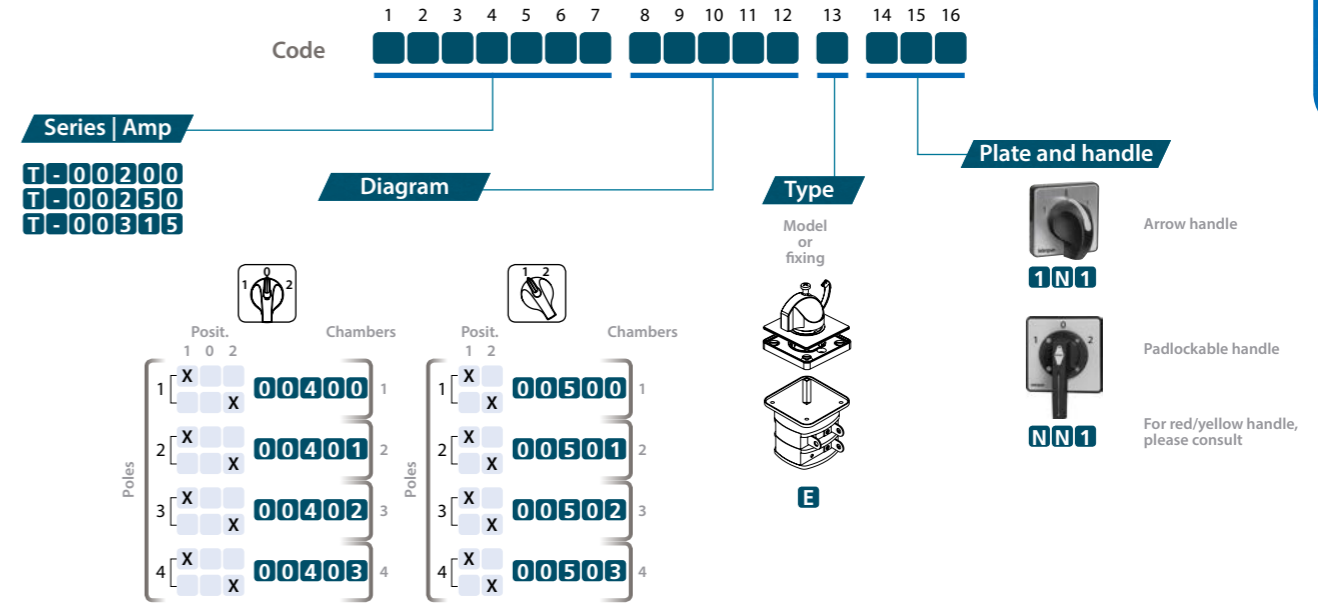 1 2 3 4 5 6 7 8 9 10 11 12 13 14 15 16
Code
Series | Amp
T-00200
T-00250
T-00315
Diagram
Type
Model
or
fixing
E
Plate and handle
Arrow handle
1N1
0
1 2
Padlockable handle
NN1
For red/yellow handle,
please consult
0
1 2
Posit. Chambers
1 0 2
Poles
1 X 00400 1
X
2 X 00401 2
X
3 X 00402 3
X
4 X 00403 4
X
1 2
Posit. Chambers
1 2
Poles
1 X 00500 1
X
2 X 00501 2
X
3 X 00502 3
X
4 X 00503 4
X